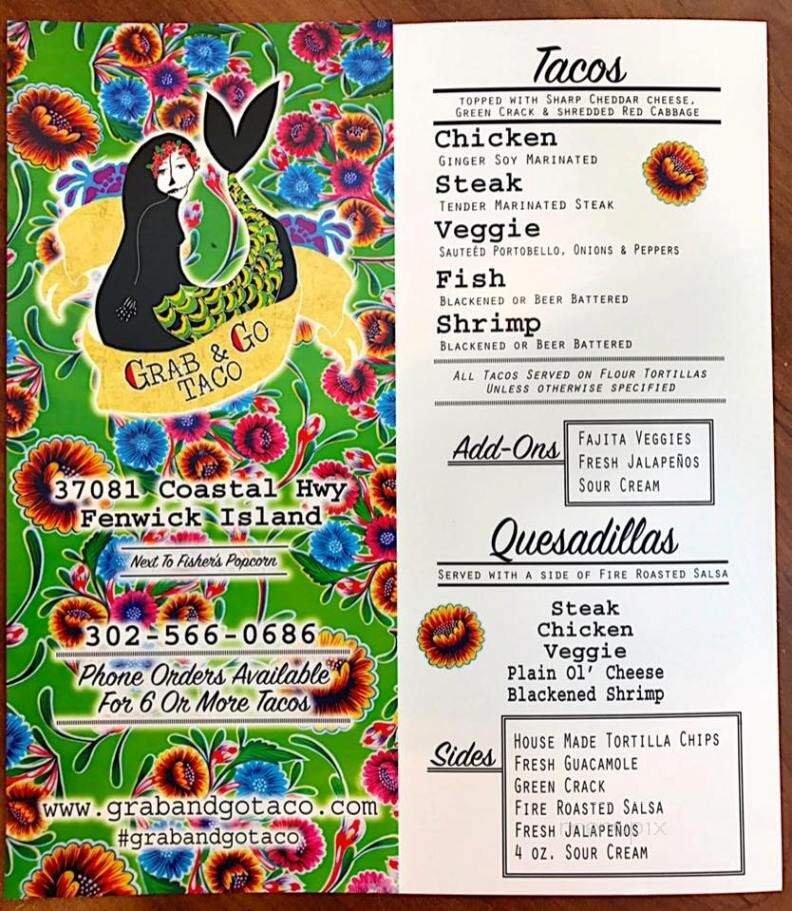 Grab & Go
Taco
37081 Coastal Hwy
Fenwick Island
Next To Fisher's Popcorn
302-566-0686
Phone Orders Available
For 6 Or More Tacos
www.grabandgotaco.com
#grabandgotaco
Tacos
topped with Sharp Cheddar cheese,
Green Crack & shredded Red Cabbage
Chicken
Ginger Soy Marinated
Steak
Tender Marinated Steak
Veggie
Sauteéd Portobello, Onions & Peppers
Fish
Blackened or Beer Battered
Shrimp
Blackened or Beer Battered
All Tacos Served on Flour Tortillas
Unless otherwise specified
Add-Ons
Fajita Veggies
Fresh Jalapeños
Sour Cream
Quesadillas
Served with a side of Fire Roasted Salsa
Steak
Chicken
Veggie
Plain Ol' Cheese
Blackened Shrimp
Sides
House Made Tortilla Chips
Fresh Guacamole
Green Crack
Fire Roasted Salsa
Fresh Jalapeños
4 oz. Sour Cream